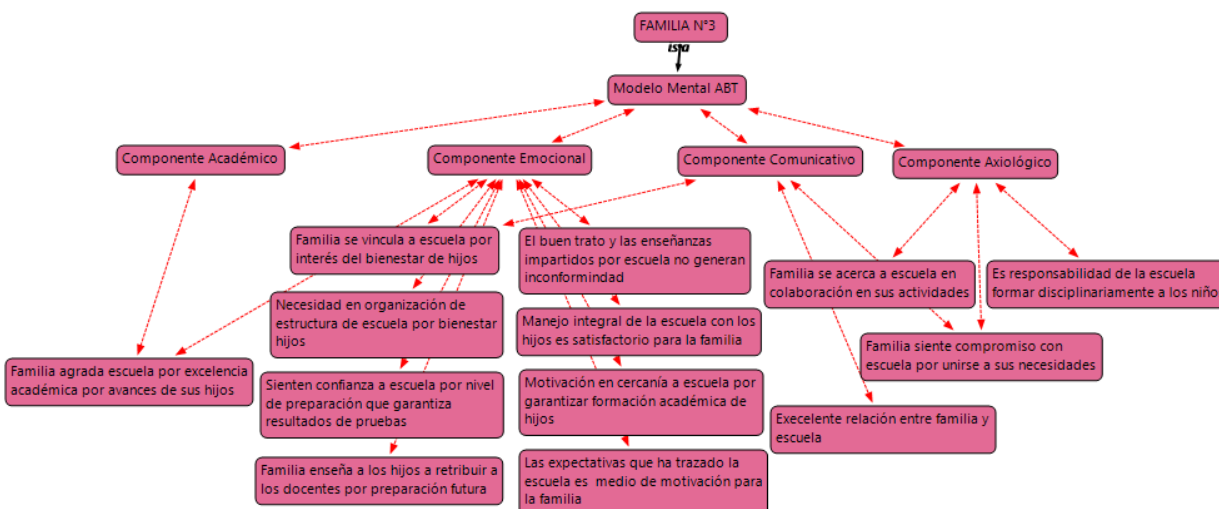 FAMILIA N°3
is a
Modelo Mental ABT
Componente Académico
Componente Emocional
Componente Comunicativo
Componente Axiológico
Familia se vincula a escuela por
interés del bienestar de hijos
El buen trato y las enseñanzas
impartidos por escuela no generan
inconformindad
Familia se acerca a escuela en
colaboración en sus actividades
Es responsabilidad de la escuela
formar disciplinariamente a los niño
Necesidad en organización de
estructura de escuela por bienestar
hijos
Manejo integral de la escuela con los
hijos es satisfactorio para la familia
Familia siente compromiso con
escuela por unirse a sus necesidades
Familia agrada escuela por excelencia
académica por avances de sus hijos
Sienten confianza a escuela por nivel
de preparación que garantiza
resultados de pruebas
Motivación en cercanía a escuela por
garantizar formación académica de
hijos
Execelente relación entre familia y
escuela
Familia enseña a los hijos a retribuir a
los docentes por preparación futura
Las expectativas que ha trazado la
escuela es medio de motivación para
la familia